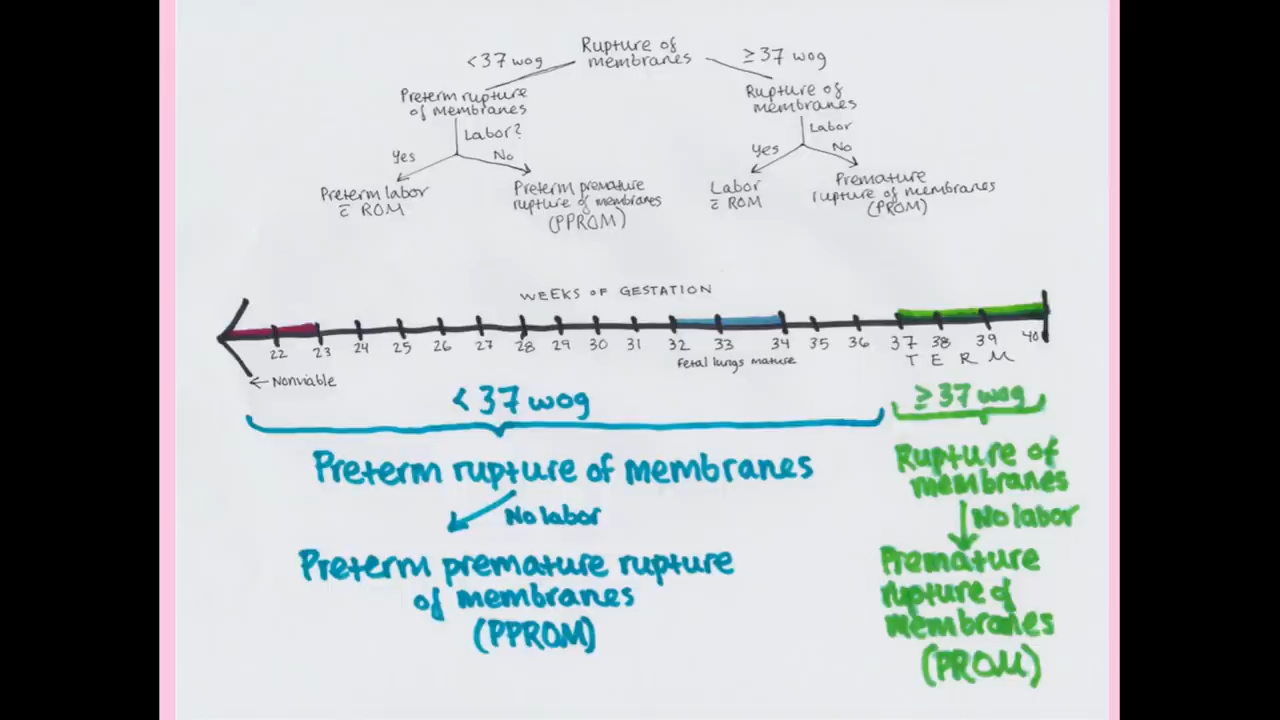 Rupture of
membranes
<37 wog
≥37 wog
Preterm rupture
of membranes
Labor?
Yes
No
Preterm labor
c̄ ROM
Preterm premature
rupture of membranes
(PPROM)
Rupture of
membranes
Labor
Yes
No
Labor
c̄ ROM
Premature
rupture of membranes
(PROM)
WEEKS OF GESTATION
22 23 24 25 26 27 28 29 30 31 32 33 34 35 36 37 38 39 40
Fetal lungs mature
TERM
← Nonviable
<37 wog
Preterm rupture of membranes
No labor
Preterm premature rupture
of membranes
(PPROM)
≥37 wog
Rupture of
membranes
No labor
Premature
rupture of
membranes
(PROM)